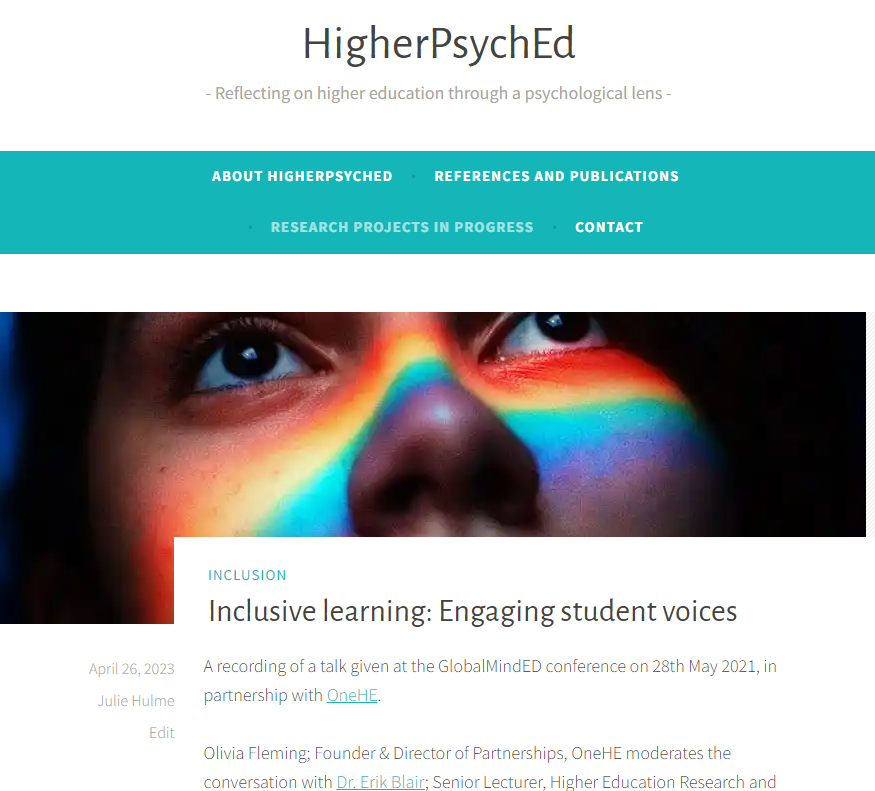 HigherPsychEd
- Reflecting on higher education through a psychological lens -
ABOUT HIGHERPSYCHED · REFERENCES AND PUBLICATIONS
· RESEARCH PROJECTS IN PROGRESS · CONTACT
INCLUSION
Inclusive learning: Engaging student voices
April 26, 2023
Julie Hulme
Edit
A recording of a talk given at the GlobalMindED conference on 28th May 2021, in
partnership with OneHE.
Olivia Fleming; Founder & Director of Partnerships, OneHE moderates the
conversation with Dr. Erik Blair; Senior Lecturer, Higher Education Research and